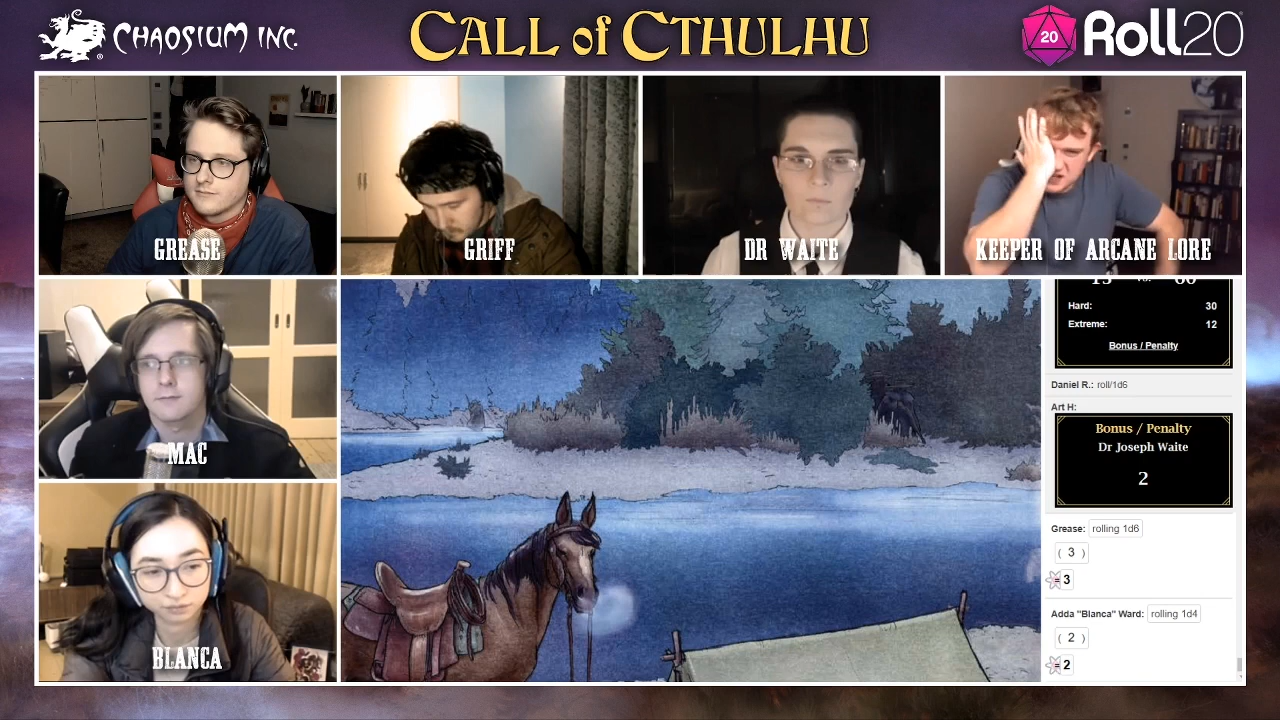 CHAOSIUM INC.
CALL of CTHULHU
20
Roll20
GREASE
GRIFF
DR WAITE
KEEPER OF ARCANE LORE
MAC
BLANCA
Hard: 30
Extreme: 12
Bonus / Penalty
Daniel R.: roll/1d6
Art H:
Bonus / Penalty
Dr Joseph Waite
2
Grease: rolling 1d6
( 3 )
=3
Adda "Blanca" Ward: rolling 1d4
( 2 )
=2